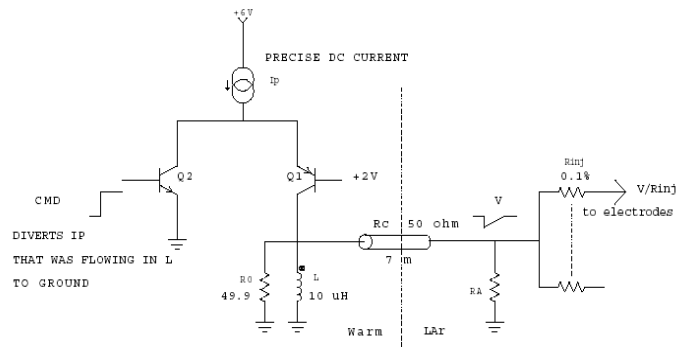 +6V
PRECISE DC CURRENT
Ip
Q2
Q1
+2V
CMD
DIVERTS IP
THAT WAS FLOWING IN L
TO GROUND
R0
49.9
L
10 uH
Rc 50 ohm
7 m
V
RA
Rinj
0.1%
V/Rinj
to electrodes
Warm
LAr